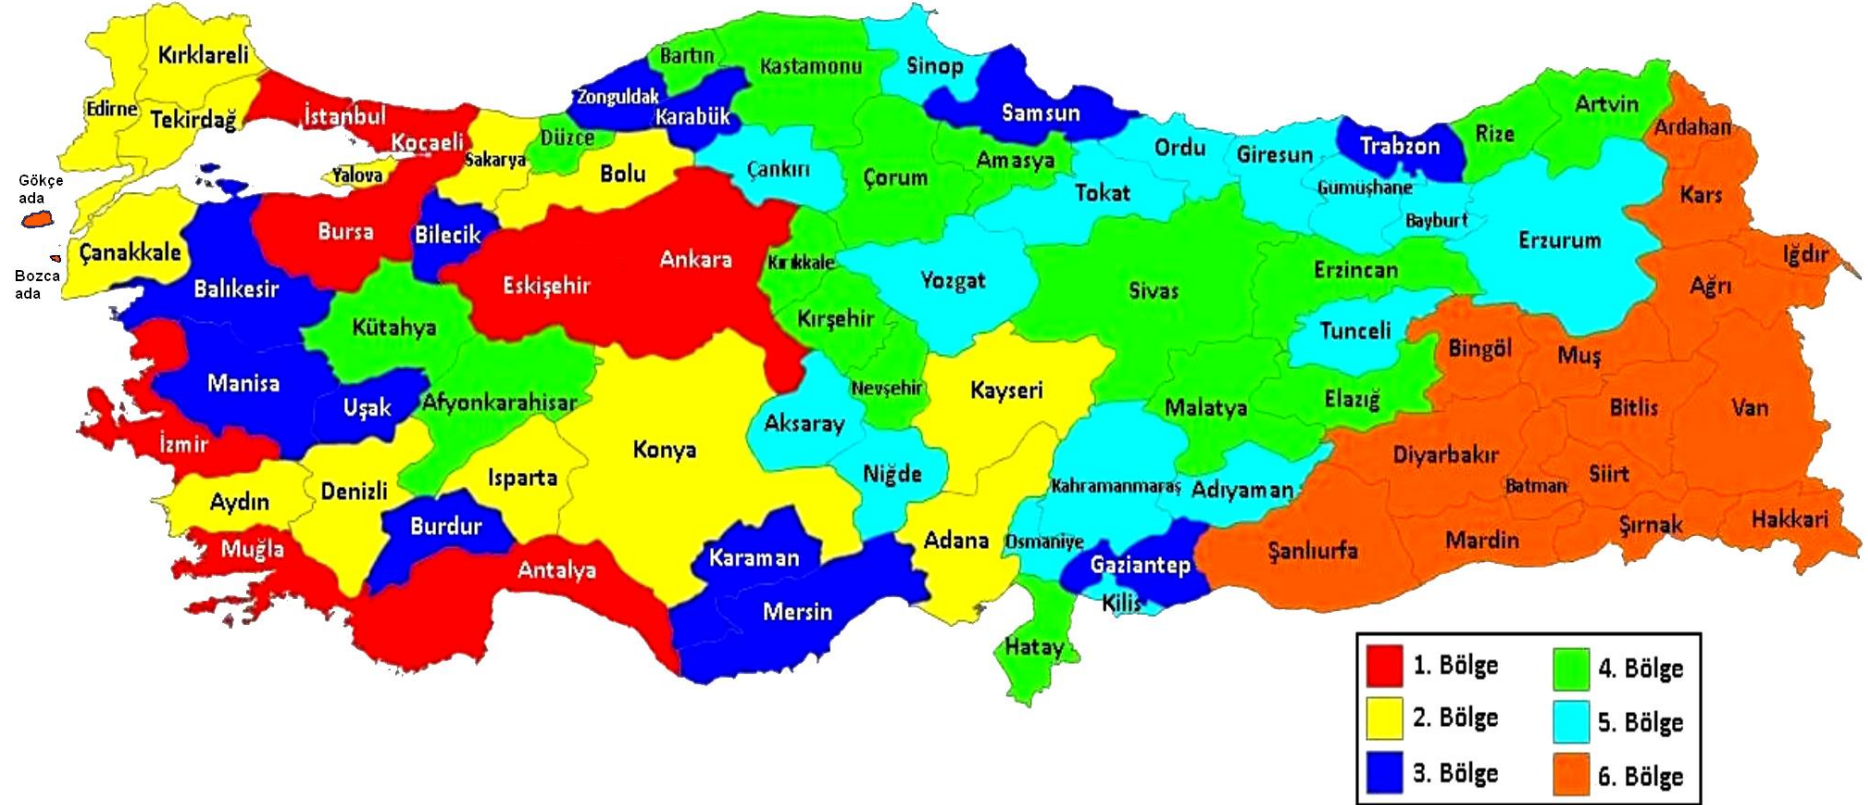 Kırklareli
Edirne
Tekirdağ
İstanbul
Koçaeli
Yalova
Sakarya
Düzce
Bolu
Zonguldak
Bartın
Karabük
Kastamonu
Sinop
Samsun
Çankırı
Çorum
Amasya
Ordu
Giresun
Trabzon
Rize
Artvin
Ardahan
Kars
Tokat
Gümüşhane
Bayburt
Erzurum
Iğdır
Ağrı
Gökçe
ada
Bozca
ada
Çanakkale
Balıkesir
Bursa
Bilecik
Eskişehir
Ankara
Kırıkkale
Yozgat
Sivas
Erzincan
Tunceli
Kütahya
Kırşehir
Nevşehir
Kayseri
Malatya
Elazığ
Bingöl
Muş
Bitlis
Van
Manisa
Uşak
Afyonkarahisar
İzmir
Aydın
Denizli
Isparta
Konya
Aksaray
Niğde
Kahramanmaraş
Adıyaman
Diyarbakır
Batman
Siirt
Şırnak
Hakkari
Muğla
Burdur
Antalya
Karaman
Mersin
Adana
Osmaniye
Gaziantep
Kilis
Şanlıurfa
Mardin
Hatay
1. Bölge
2. Bölge
3. Bölge
4. Bölge
5. Bölge
6. Bölge